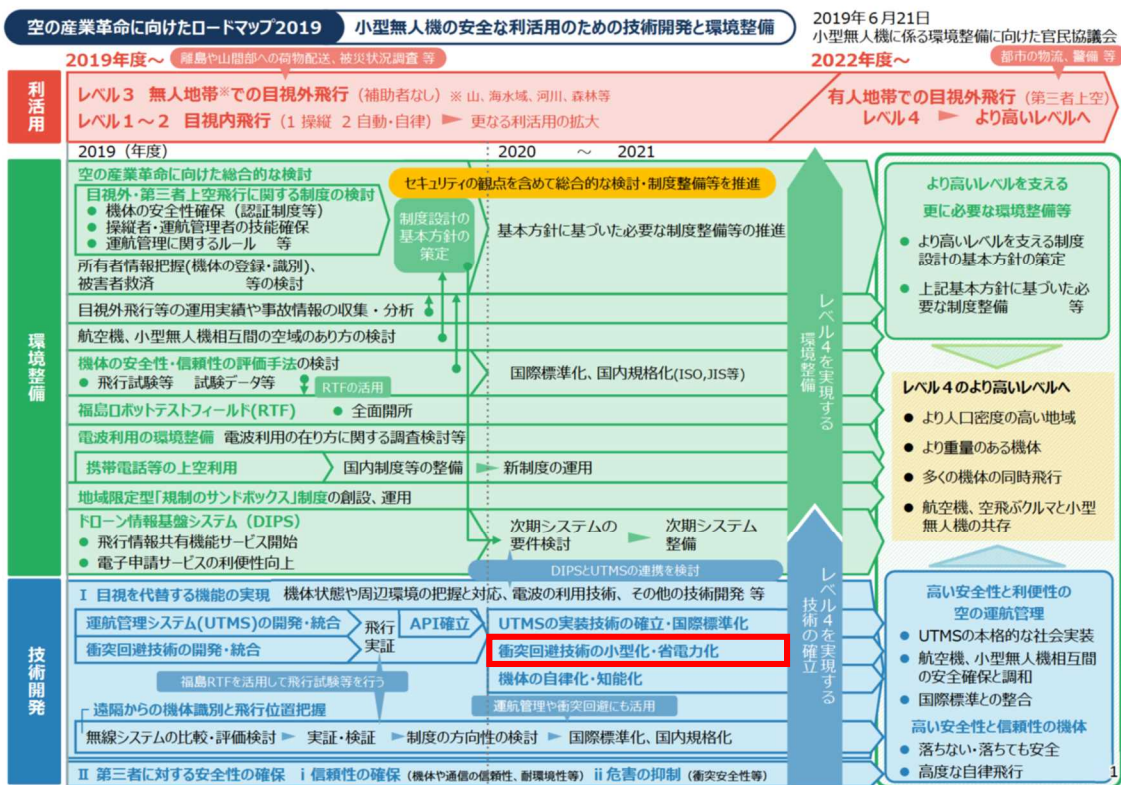 空の産業革命に向けたロードマップ2019
小型無人機の安全な利活用のための技術開発と環境整備
2019年6月21日
小型無人機に係る環境整備に向けた官民協議会
2019年度～
離島や山間部への荷物配送、被災状況調査 等
2022年度～
都市の物流、警備 等
利活用
レベル3 無人地帯※での目視外飛行(補助者なし) ※ 山、海水域、河川、森林等
レベル1～2 目視内飛行(1 操縦 2 自動・自律) ▶ 更なる利活用の拡大
有人地帯での目視外飛行(第三者上空)
レベル4 ▶ より高いレベルへ
2019(年度)
2020 ～ 2021
環境整備
空の産業革命に向けた総合的な検討
セキュリティの観点を含めて総合的な検討・制度整備等を推進
目視外・第三者上空飛行に関する制度の検討
● 機体の安全性確保(認証制度等)
● 操縦者・運航管理者の技能確保
● 運航管理に関するルール 等
制度設計の
基本方針の
策定
基本方針に基づいた必要な制度整備等の推進
所有者情報把握(機体の登録・識別)、
被害者救済 等の検討
目視外飛行等の運用実績や事故情報の収集・分析
航空機、小型無人機相互間の空域のあり方の検討
機体の安全性・信頼性の評価手法の検討
● 飛行試験等 試験データ等
RTFの活用
国際標準化、国内規格化(ISO,JIS等)
福島ロボットテストフィールド(RTF) ● 全面開所
電波利用の環境整備 電波利用の在り方に関する調査検討等
携帯電話等の上空利用
国内制度等の整備 ▶ 新制度の運用
地域限定型「規制のサンドボックス」制度の創設、運用
ドローン情報基盤システム(DIPS)
● 飛行情報共有機能サービス開始
● 電子申請サービスの利便性向上
次期システムの
要件検討
▶ 次期システム
整備
DIPSとUTMSの連携を検討
レベル4を実現する
環境整備
より高いレベルを支える
更に必要な環境整備等
● より高いレベルを支える制度
設計の基本方針の策定
● 上記基本方針に基づいた必
要な制度整備 等
レベル4のより高いレベルへ
● より人口密度の高い地域
● より重量のある機体
● 多くの機体の同時飛行
● 航空機、空飛ぶクルマと小型
無人機の共存
技術開発
Ⅰ 目視を代替する機能の実現 機体状態や周辺環境の把握と対応、電波の利用技術、その他の技術開発 等
運航管理システム(UTMS)の開発・統合
衝突回避技術の開発・統合
飛行
実証
API確立
UTMSの実装技術の確立・国際標準化
衝突回避技術の小型化・省電力化
機体の自律化・知能化
福島RTFを活用して飛行試験等を行う
運航管理や衝突回避にも活用
遠隔からの機体識別と飛行位置把握
無線システムの比較・評価検討 ▶ 実証・検証 ▶ 制度の方向性の検討 ▶ 国際標準化、国内規格化
Ⅱ 第三者に対する安全性の確保 ⅰ 信頼性の確保(機体や通信の信頼性、耐環境性等) ⅱ 危害の抑制(衝突安全性等)
レベル4を実現する
技術の確立
高い安全性と利便性の
空の運航管理
● UTMSの本格的な社会実装
● 航空機、小型無人機相互間
の安全確保と調和
● 国際標準との整合
高い安全性と信頼性の機体
● 落ちない・落ちても安全
● 高度な自律飛行
1